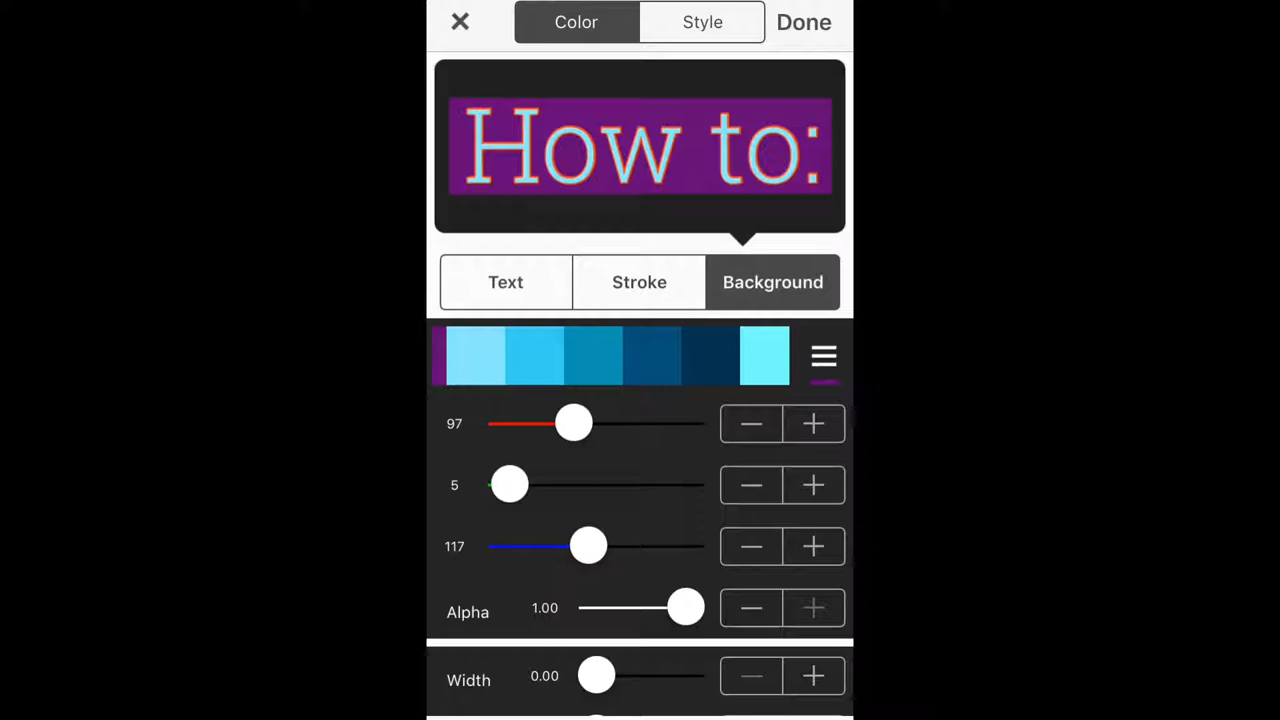 ✕ Color Style Done
How to:
Text Stroke Background
97
5
117
Alpha 1.00
Width 0.00